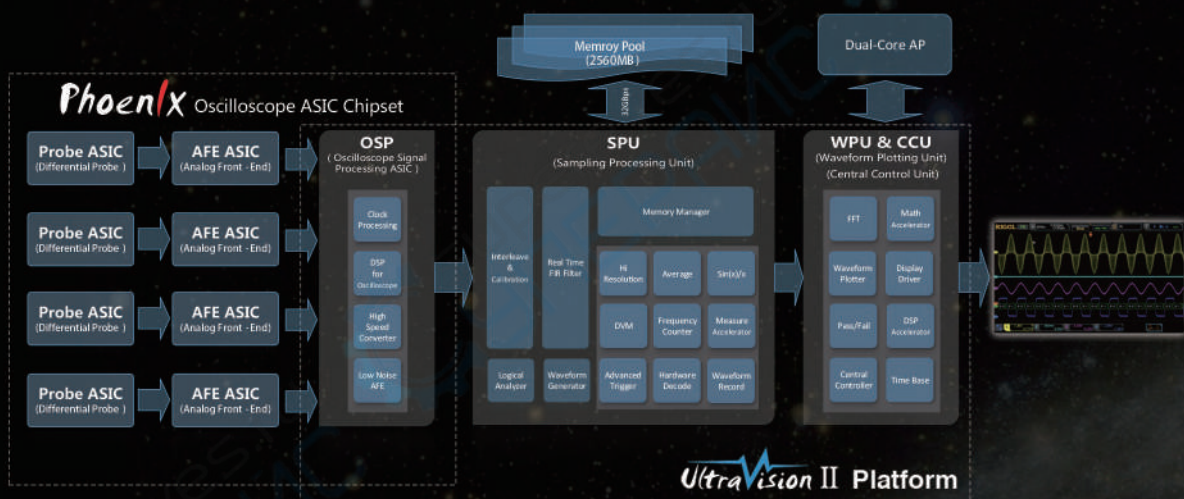 Memroy Pool
(2560MB)
Dual-Core AP
32GBps
Phoenix Oscilloscope ASIC Chipset
Probe ASIC
(Differential Probe )
AFE ASIC
(Analog Front -End)
Probe ASIC
(Differential Probe )
AFE ASIC
(Analog Front -End)
Probe ASIC
(Differential Probe )
AFE ASIC
(Analog Front -End)
Probe ASIC
(Differential Probe )
AFE ASIC
(Analog Front -End)
OSP
( Oscilloscope Signal
Processing ASIC )
Clock
Processing
DSP
for
Oscilloscope
High
Speed
Converter
Low Noise
AFE
SPU
(Sampling Processing Unit)
Interleave
&
Calibration
Real Time
FIR Filter
Memory Manager
Hi
Resolution
Average
Sin(x)/x
DVM
Frequency
Counter
Measure
Accelerator
Logical
Analyzer
Waveform
Generator
Advanced
Trigger
Hardware
Decode
Waveform
Record
WPU & CCU
(Waveform Plotting Unit)
(Central Control Unit)
FFT
Math
Accelerator
Waveform
Plotter
Display
Driver
Pass/Fail
DSP
Accelerator
Central
Controller
Time Base
RIGOL
UltraVision II Platform